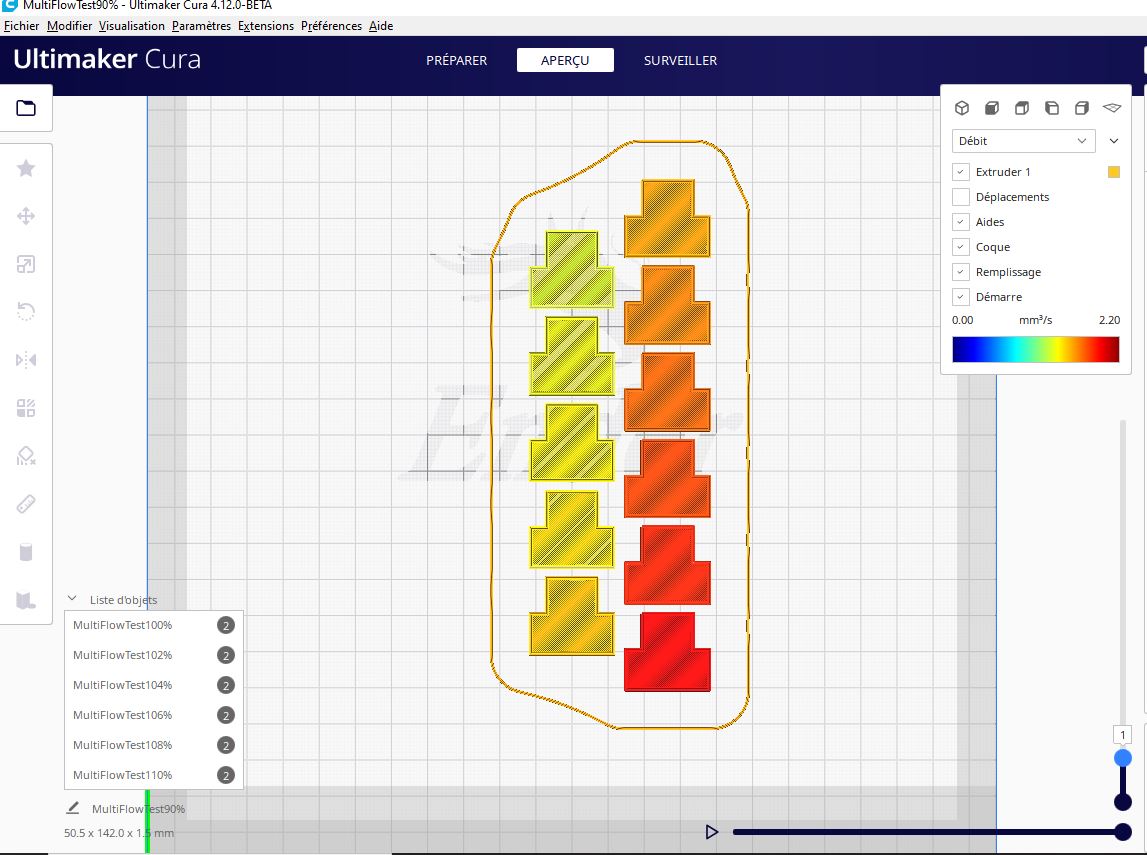 MultiFlowTest90% - Ultimaker Cura 4.12.0-BETA
Fichier Modifier Visualisation Paramètres Extensions Préférences Aide
Ultimaker Cura PRÉPARER APERÇU SURVEILLER
Débit
Extruder 1
Déplacements
Aides
Coque
Remplissage
Démarre
0.00 mm³/s 2.20
Ender
Liste d'objets
MultiFlowTest100% 2
MultiFlowTest102% 2
MultiFlowTest104% 2
MultiFlowTest106% 2
MultiFlowTest108% 2
MultiFlowTest110% 2
1
MultiFlowTest90%
50.5 x 142.0 x 1.5 mm